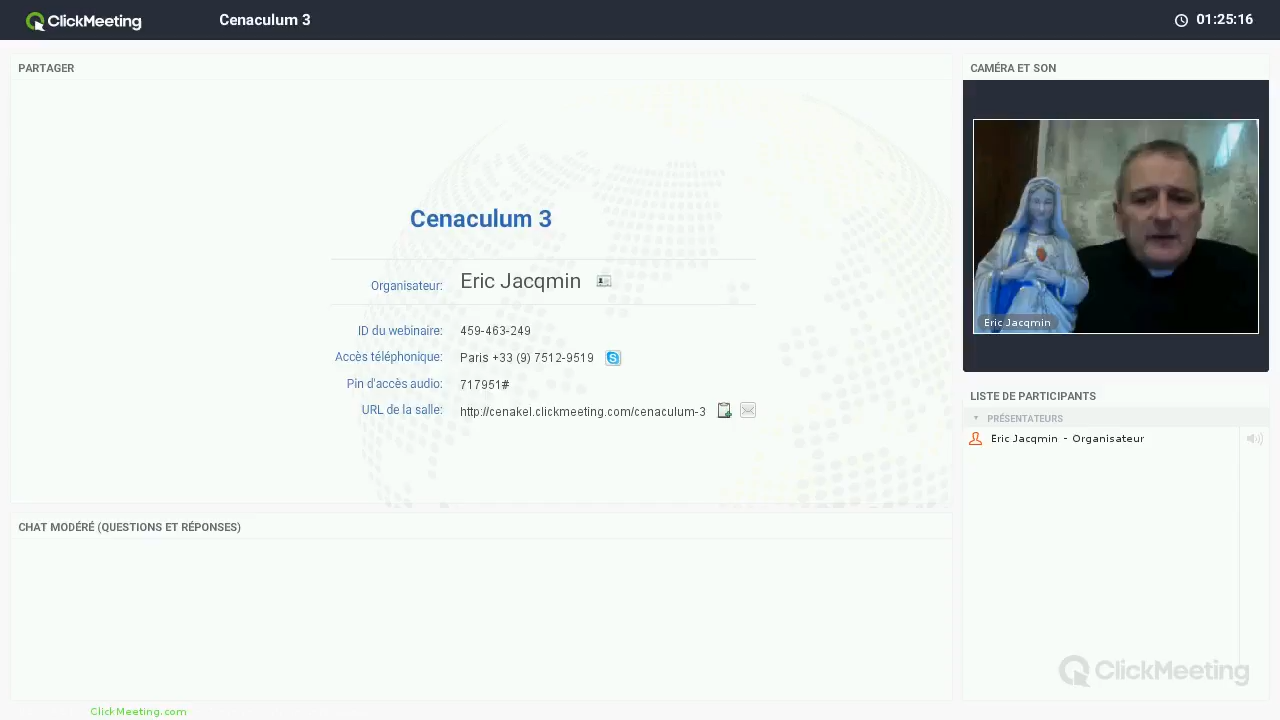 ClickMeeting
Cenaculum 3
01:25:16
PARTAGER
Cenaculum 3
Organisateur: Eric Jacqmin
ID du webinaire: 459-463-249
Accès téléphonique: Paris +33 (9) 7512-9519
Pin d'accès audio: 717951#
URL de la salle: http://cenakel.clickmeeting.com/cenaculum-3
CHAT MODÉRÉ (QUESTIONS ET RÉPONSES)
CAMÉRA ET SON
Eric Jacqmin
LISTE DE PARTICIPANTS
PRÉSENTATEURS
Eric Jacqmin - Organisateur
ClickMeeting
ClickMeeting.com